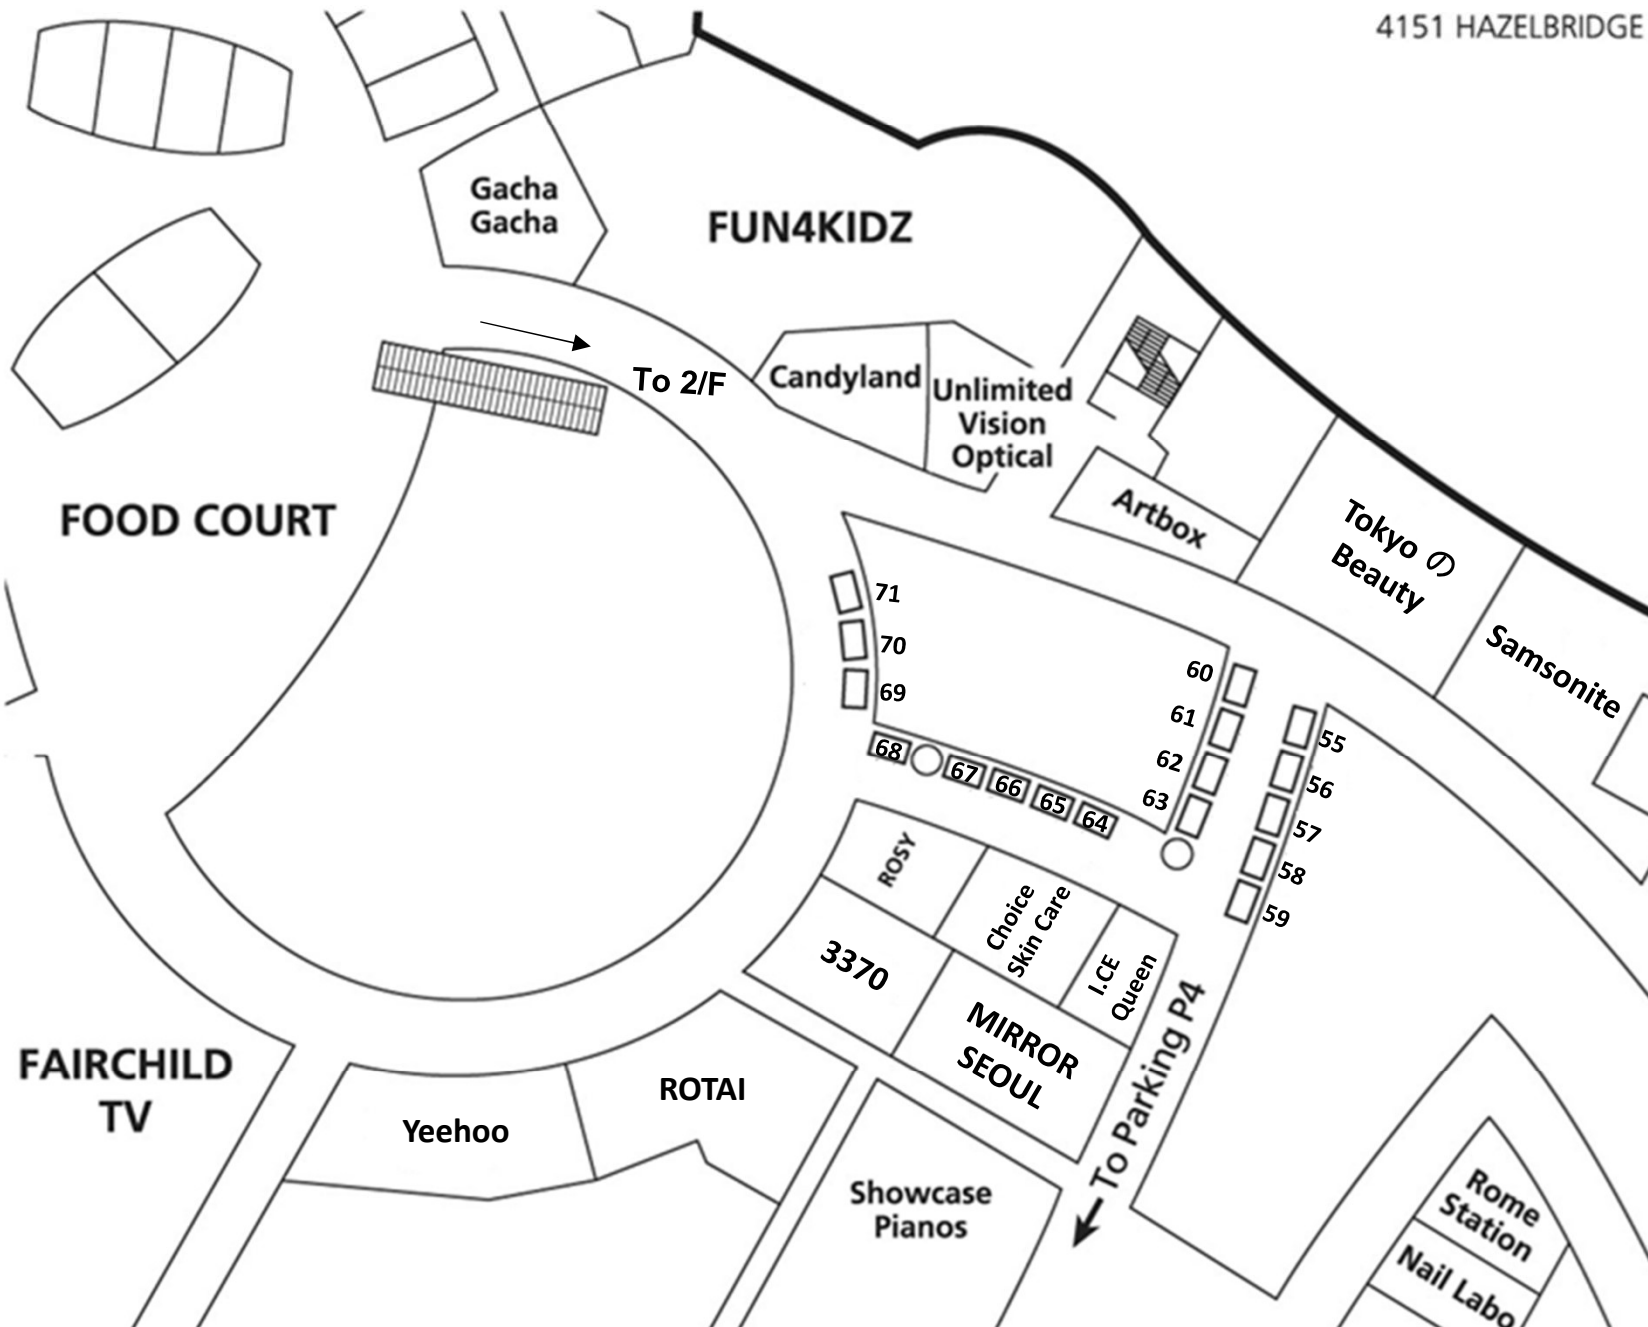 4151 HAZELBRIDGE
Gacha
Gacha
FUN4KIDZ
To 2/F
Candyland
Unlimited
Vision
Optical
Artbox
Tokyo の
Beauty
Samsonite
FOOD COURT
71
70
69
68
67
66
65
64
60
61
62
63
55
56
57
58
59
ROSY
Choice
Skin Care
I.CE
Queen
3370
MIRROR
SEOUL
To Parking P4
FAIRCHILD
TV
Yeehoo
ROTAI
Showcase
Pianos
Rome
Station
Nail Labo